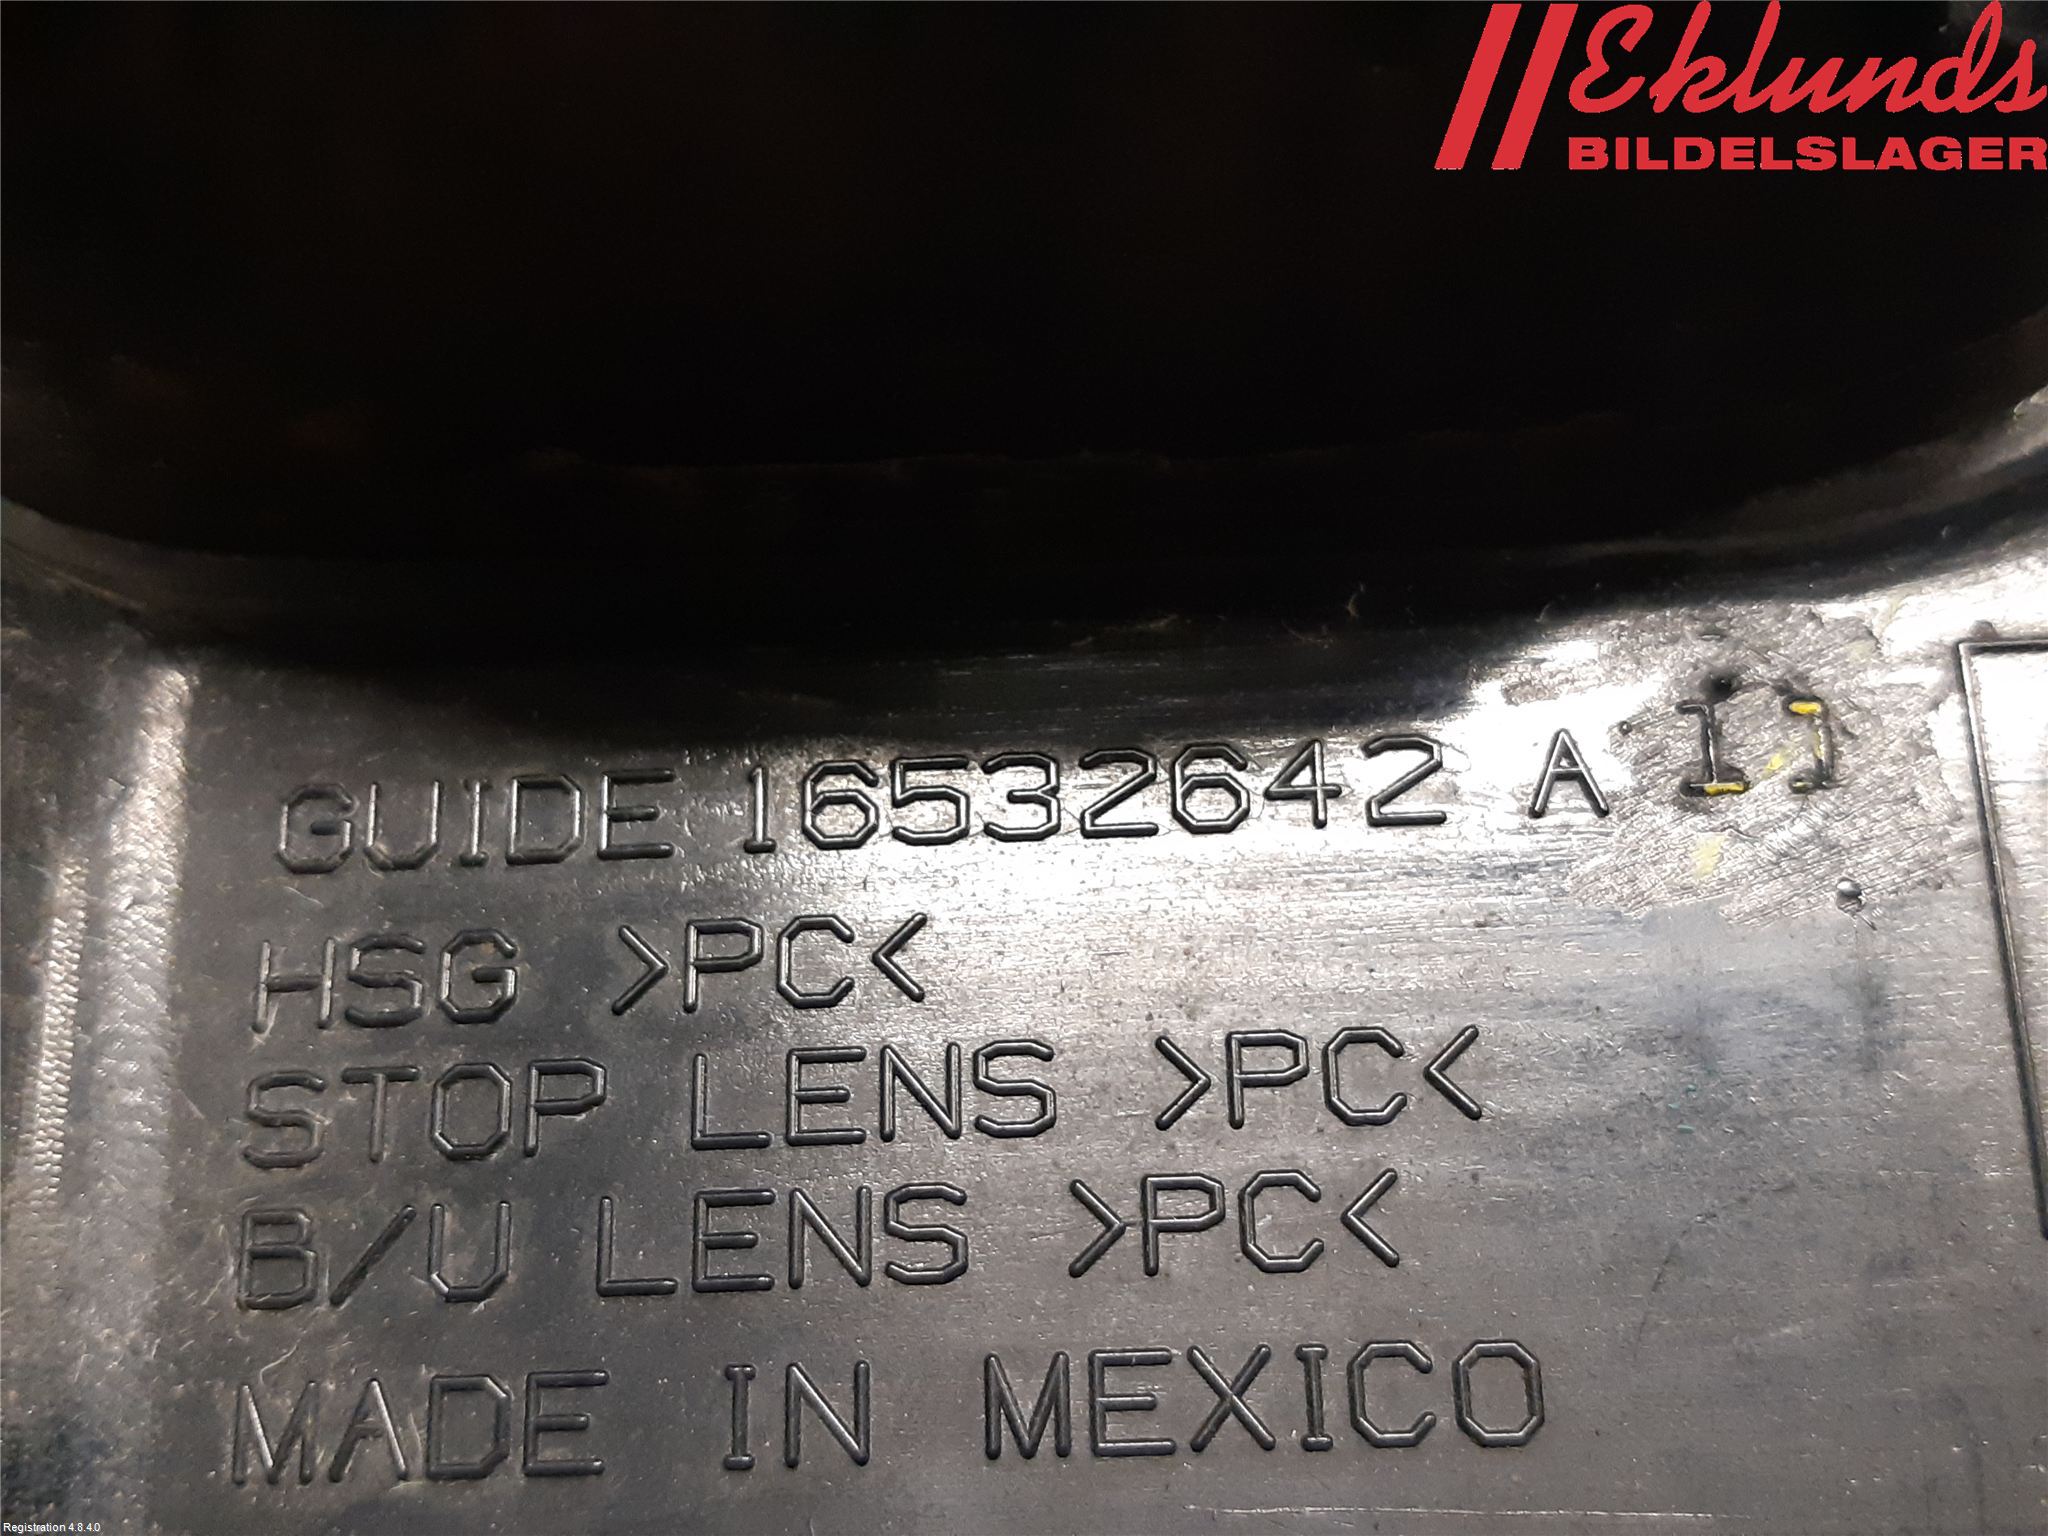 Eklunds
BILDELSLAGER
GUIDE 16532642 A
HSG >PC<
STOP LENS >PC<
B/U LENS >PC<
MADE IN MEXICO
Registration 4.8.4.0